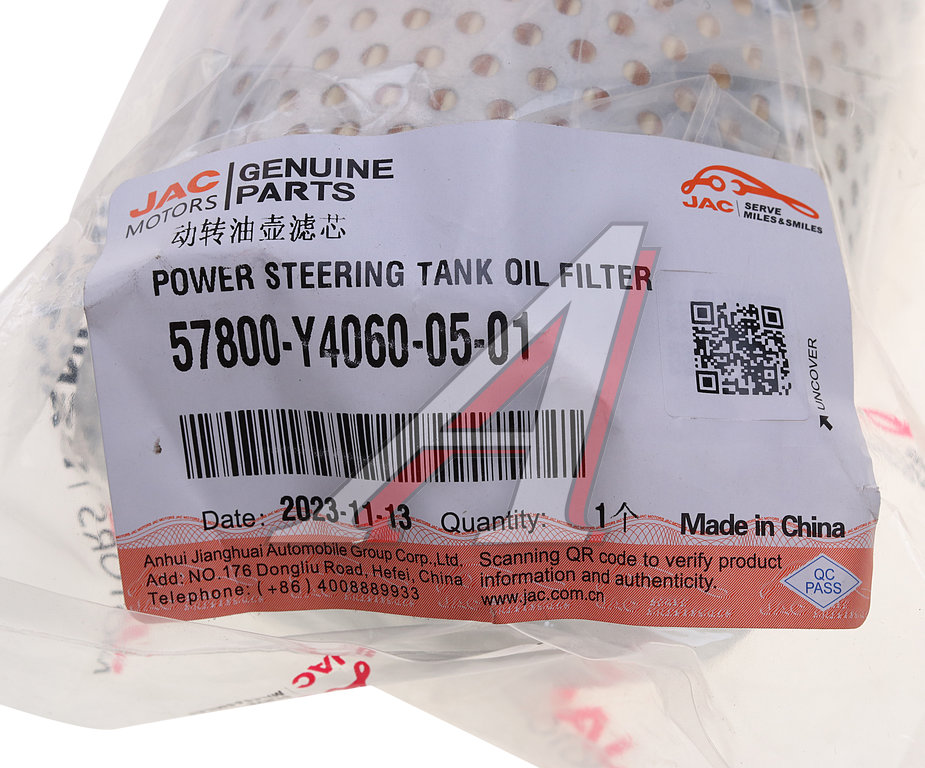 JAC MOTORS
GENUINE PARTS
JAC
SERVE
MILES&SMILES
动转油壶滤芯
POWER STEERING TANK OIL FILTER
57800-Y4060-05-01
UNCOVER
Date: 2023-11-13 Quantity: 1个
Made in China
Anhui Jianghuai Automobile Group Corp.,Ltd.
Add: NO.176 Dongliu Road, Hefei, China
Telephone: (+86) 4008889933
Scanning QR code to verify product
information and authenticity.
www.jac.com.cn
QC
PASS
JAC